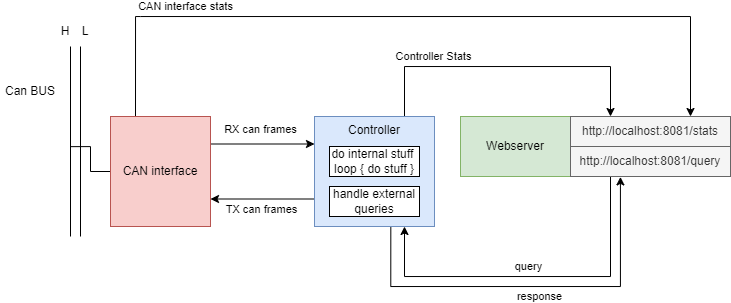 CAN interface stats
H L
Controller Stats
Can BUS
RX can frames
Controller
http://localhost:8081/stats
Webserver
do internal stuff
loop { do stuff }
http://localhost:8081/query
CAN interface
handle external
queries
TX can frames
query
response